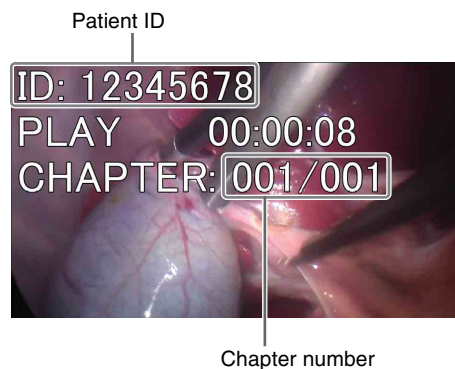 Patient ID
ID: 12345678
PLAY 00:00:08
CHAPTER: 001/001
Chapter number